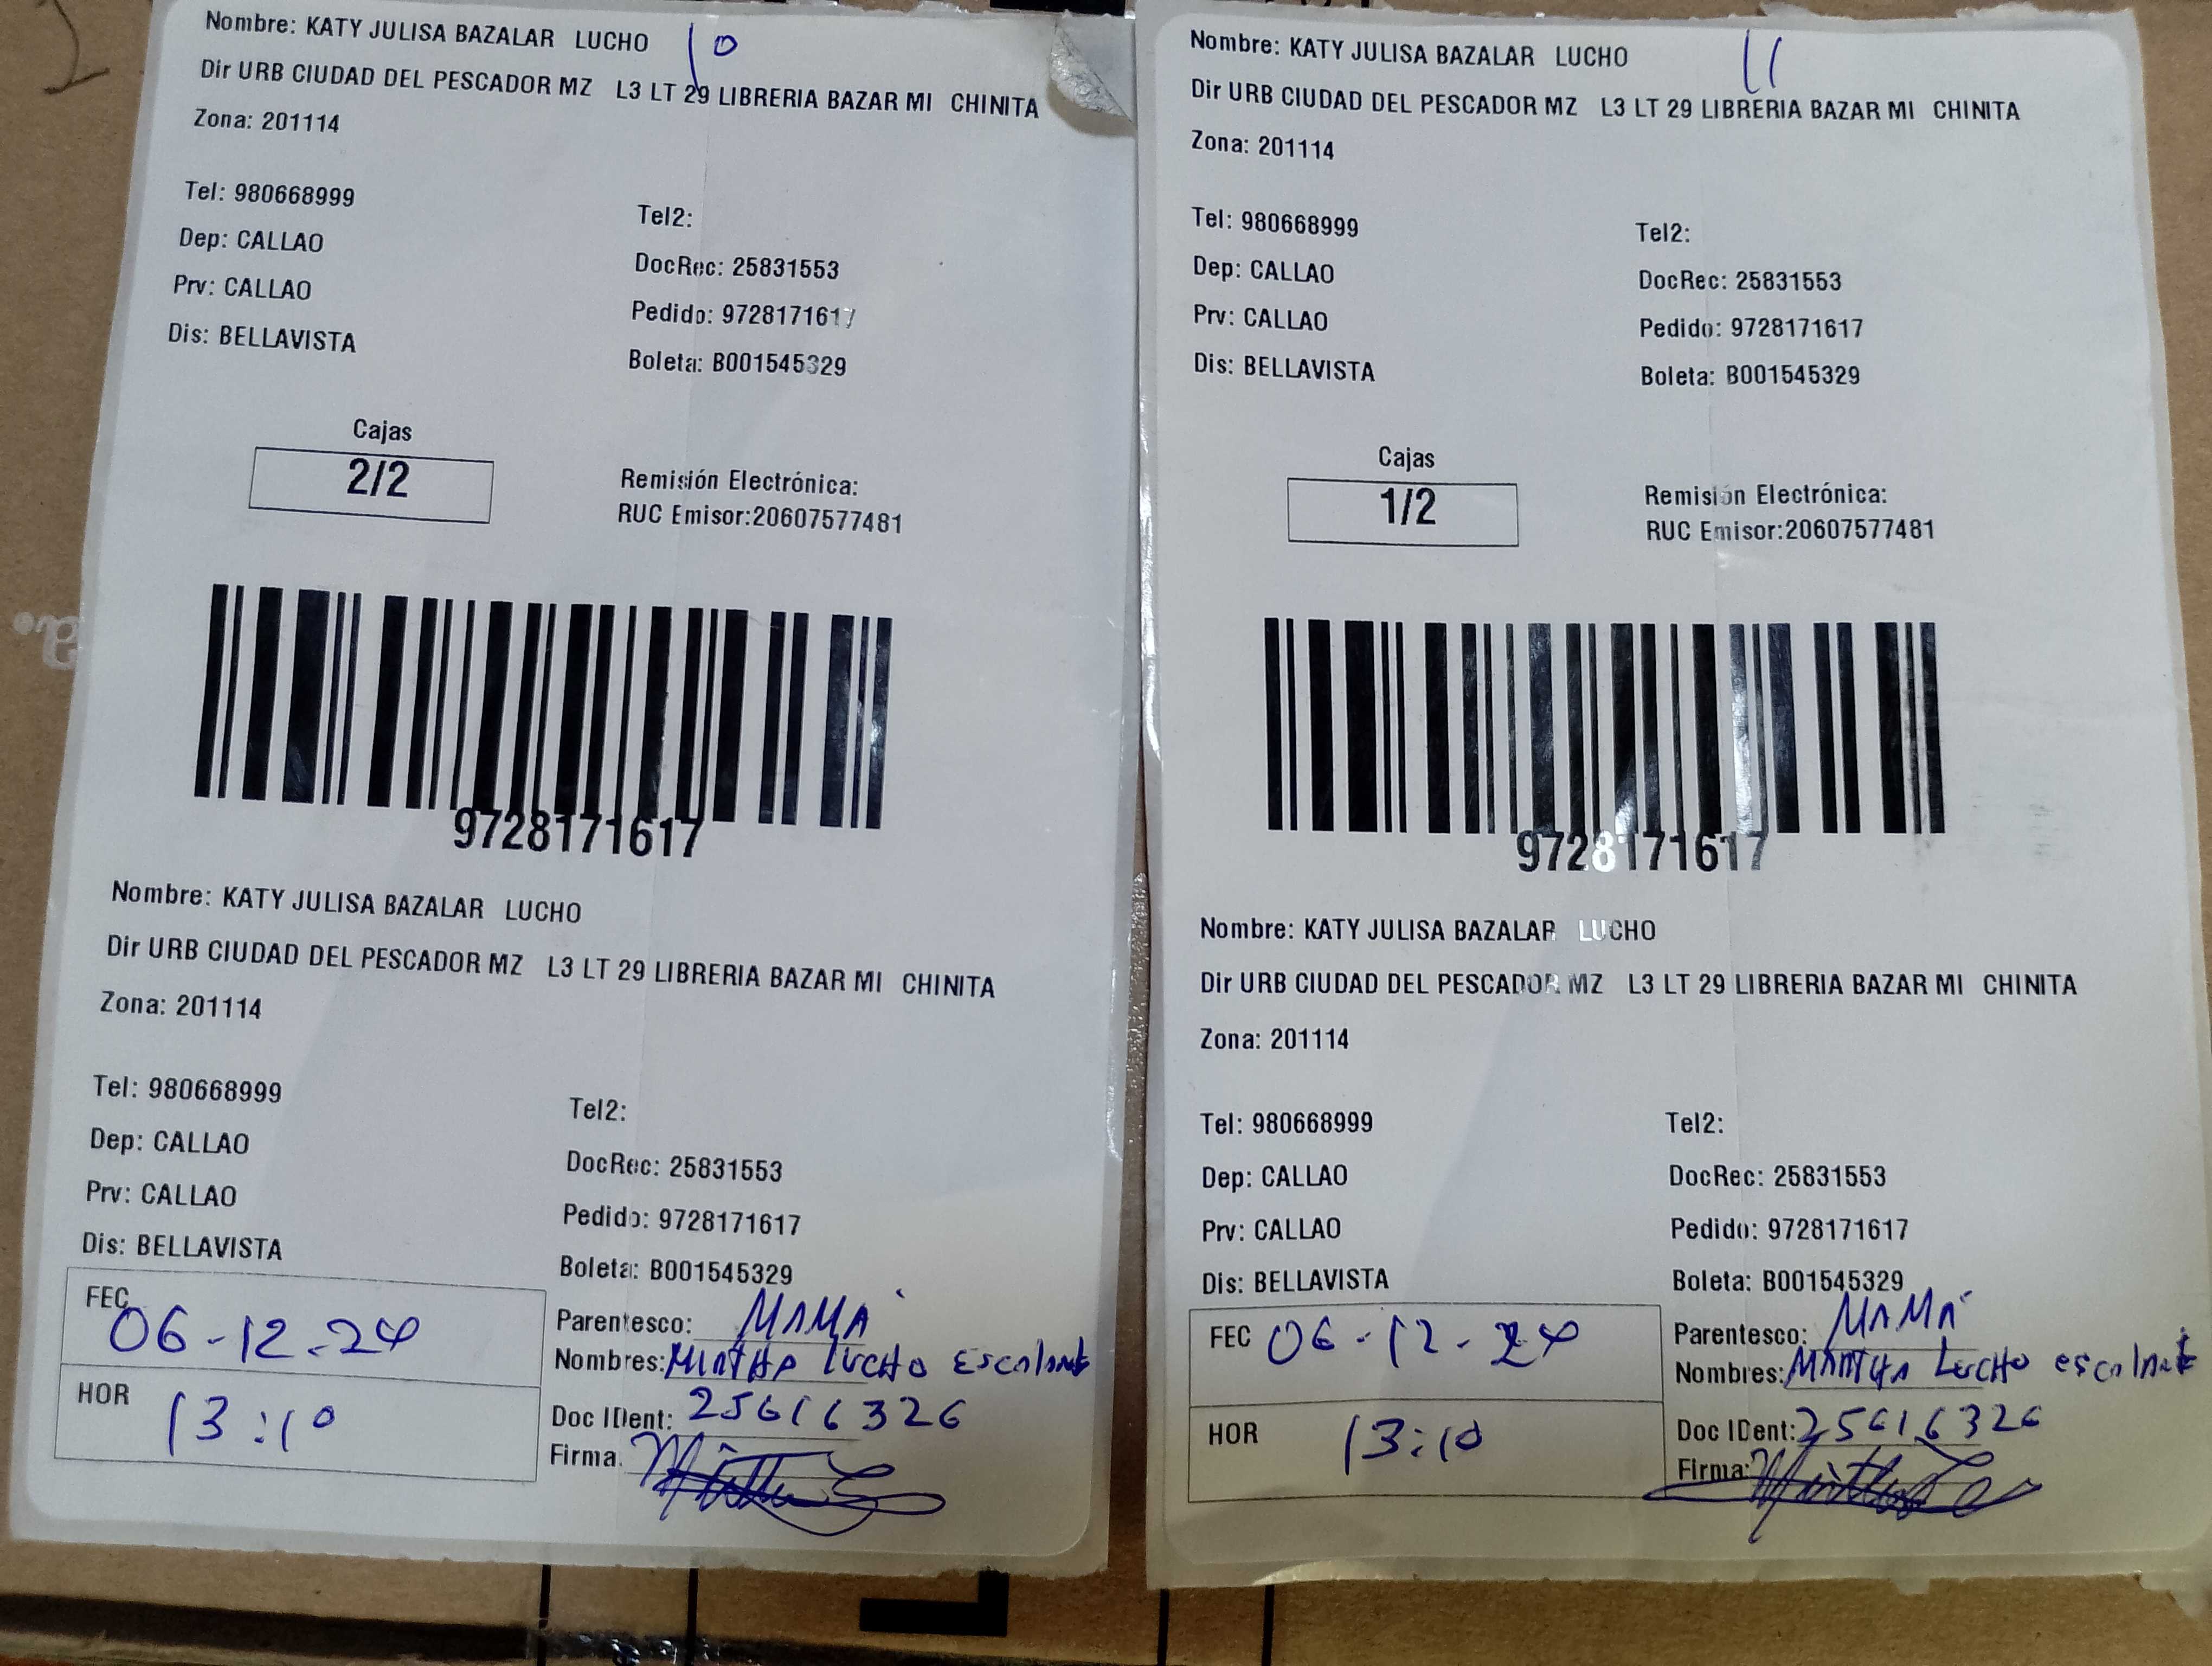 Nombre: KATY JULISA BAZALAR LUCHO 10
Dir URB CIUDAD DEL PESCADOR MZ L3 LT 29 LIBRERIA BAZAR MI CHINITA
Zona: 201114
Tel: 980668999
Tel2:
Dep: CALLAO
DocRec: 25831553
Prv: CALLAO
Pedido: 9728171617
Dis: BELLAVISTA
Boleta: B001545329
Cajas
2/2
Remisión Electrónica:
RUC Emisor:20607577481
9728171617
Nombre: KATY JULISA BAZALAR LUCHO
Dir URB CIUDAD DEL PESCADOR MZ L3 LT 29 LIBRERIA BAZAR MI CHINITA
Zona: 201114
Tel: 980668999
Tel2:
Dep: CALLAO
DocRec: 25831553
Prv: CALLAO
Pedido: 9728171617
Dis: BELLAVISTA
Boleta: B001545329
FEC 06-12-24
Parentesco: MAMÁ
Nombres: LUCHO
HOR 13:10
Doc IDent: 25616326
Firma:
Nombre: KATY JULISA BAZALAR LUCHO 11
Dir URB CIUDAD DEL PESCADOR MZ L3 LT 29 LIBRERIA BAZAR MI CHINITA
Zona: 201114
Tel: 980668999
Tel2:
Dep: CALLAO
DocRec: 25831553
Prv: CALLAO
Pedido: 9728171617
Dis: BELLAVISTA
Boleta: B001545329
Cajas
1/2
Remisión Electrónica:
RUC Emisor:20607577481
9728171617
Nombre: KATY JULISA BAZALAR LUCHO
Dir URB CIUDAD DEL PESCADOR MZ L3 LT 29 LIBRERIA BAZAR MI CHINITA
Zona: 201114
Tel: 980668999
Tel2:
Dep: CALLAO
DocRec: 25831553
Prv: CALLAO
Pedido: 9728171617
Dis: BELLAVISTA
Boleta: B001545329
FEC 06-12-24
Parentesco: MAMÁ
Nombres: LUCHO
HOR 13:10
Doc IDent: 25616326
Firma: